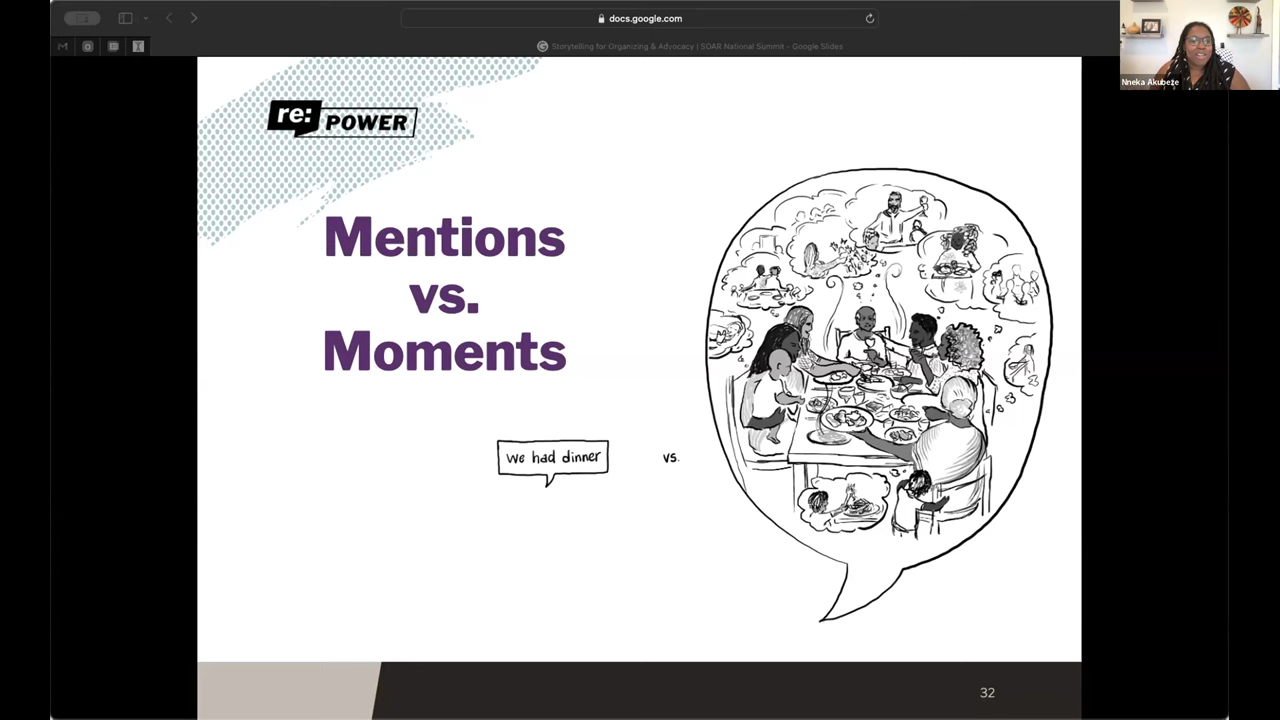 docs.google.com
Storytelling for Organizing & Advocacy | SOAR National Summit - Google Slides
Nneka Akubeze
re:
POWER
Mentions
vs.
Moments
we had dinner
vs.
32